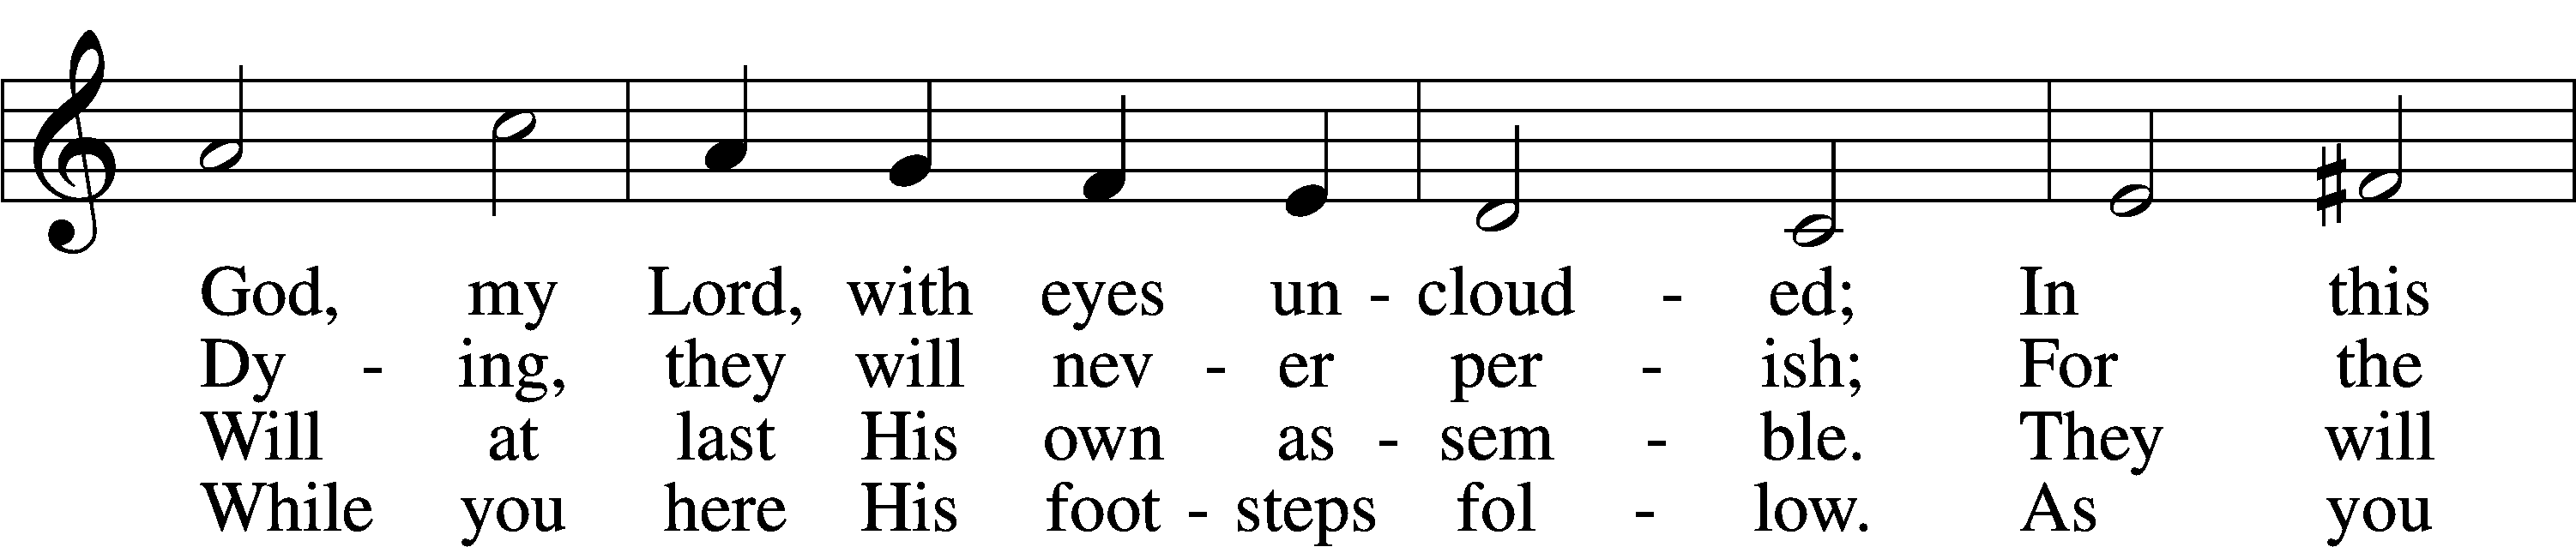 God, my Lord, with eyes un - cloud - ed; In this
Dy - ing, they will nev - er per - ish; For the
Will at last His own as - sem - ble. They will
While you here His foot - steps fol - low. As you